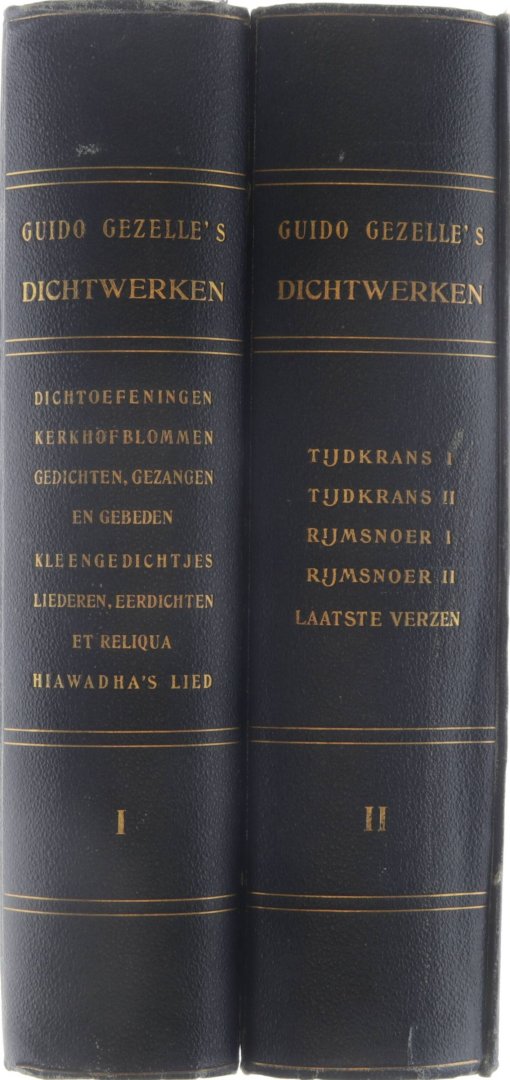 GUIDO GEZELLE'S
DICHTWERKEN
DICHTOEFENINGEN
KERKHOFBLOMMEN
GEDICHTEN, GEZANGEN
EN GEBEDEN
KLEENGEDICHTJES
LIEDEREN, EERDICHTEN
ET RELIQUA
HIAWADHA'S LIED
I
GUIDO GEZELLE'S
DICHTWERKEN
TIJDKRANS I
TIJDKRANS II
RIJMSNOER I
RIJMSNOER II
LAATSTE VERZEN
II